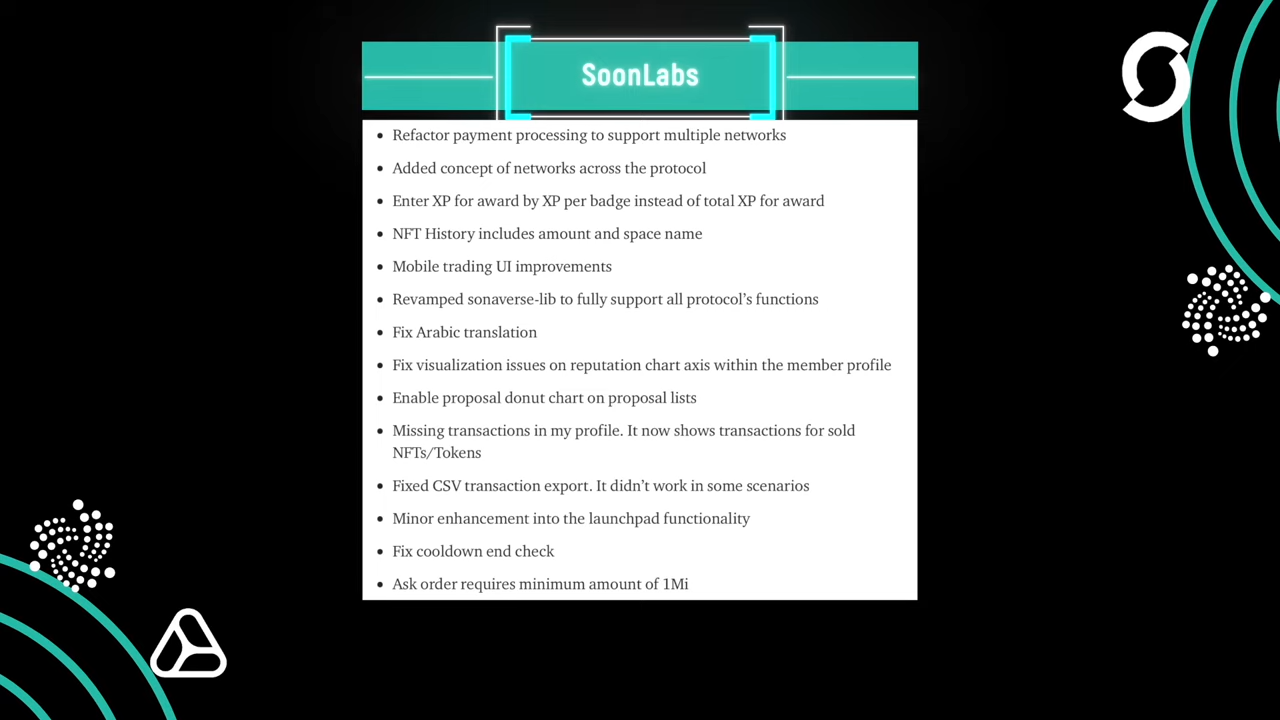 SoonLabs
• Refactor payment processing to support multiple networks
• Added concept of networks across the protocol
• Enter XP for award by XP per badge instead of total XP for award
• NFT History includes amount and space name
• Mobile trading UI improvements
• Revamped sonaverse-lib to fully support all protocol’s functions
• Fix Arabic translation
• Fix visualization issues on reputation chart axis within the member profile
• Enable proposal donut chart on proposal lists
• Missing transactions in my profile. It now shows transactions for sold
NFTs/Tokens
• Fixed CSV transaction export. It didn’t work in some scenarios
• Minor enhancement into the launchpad functionality
• Fix cooldown end check
• Ask order requires minimum amount of 1Mi